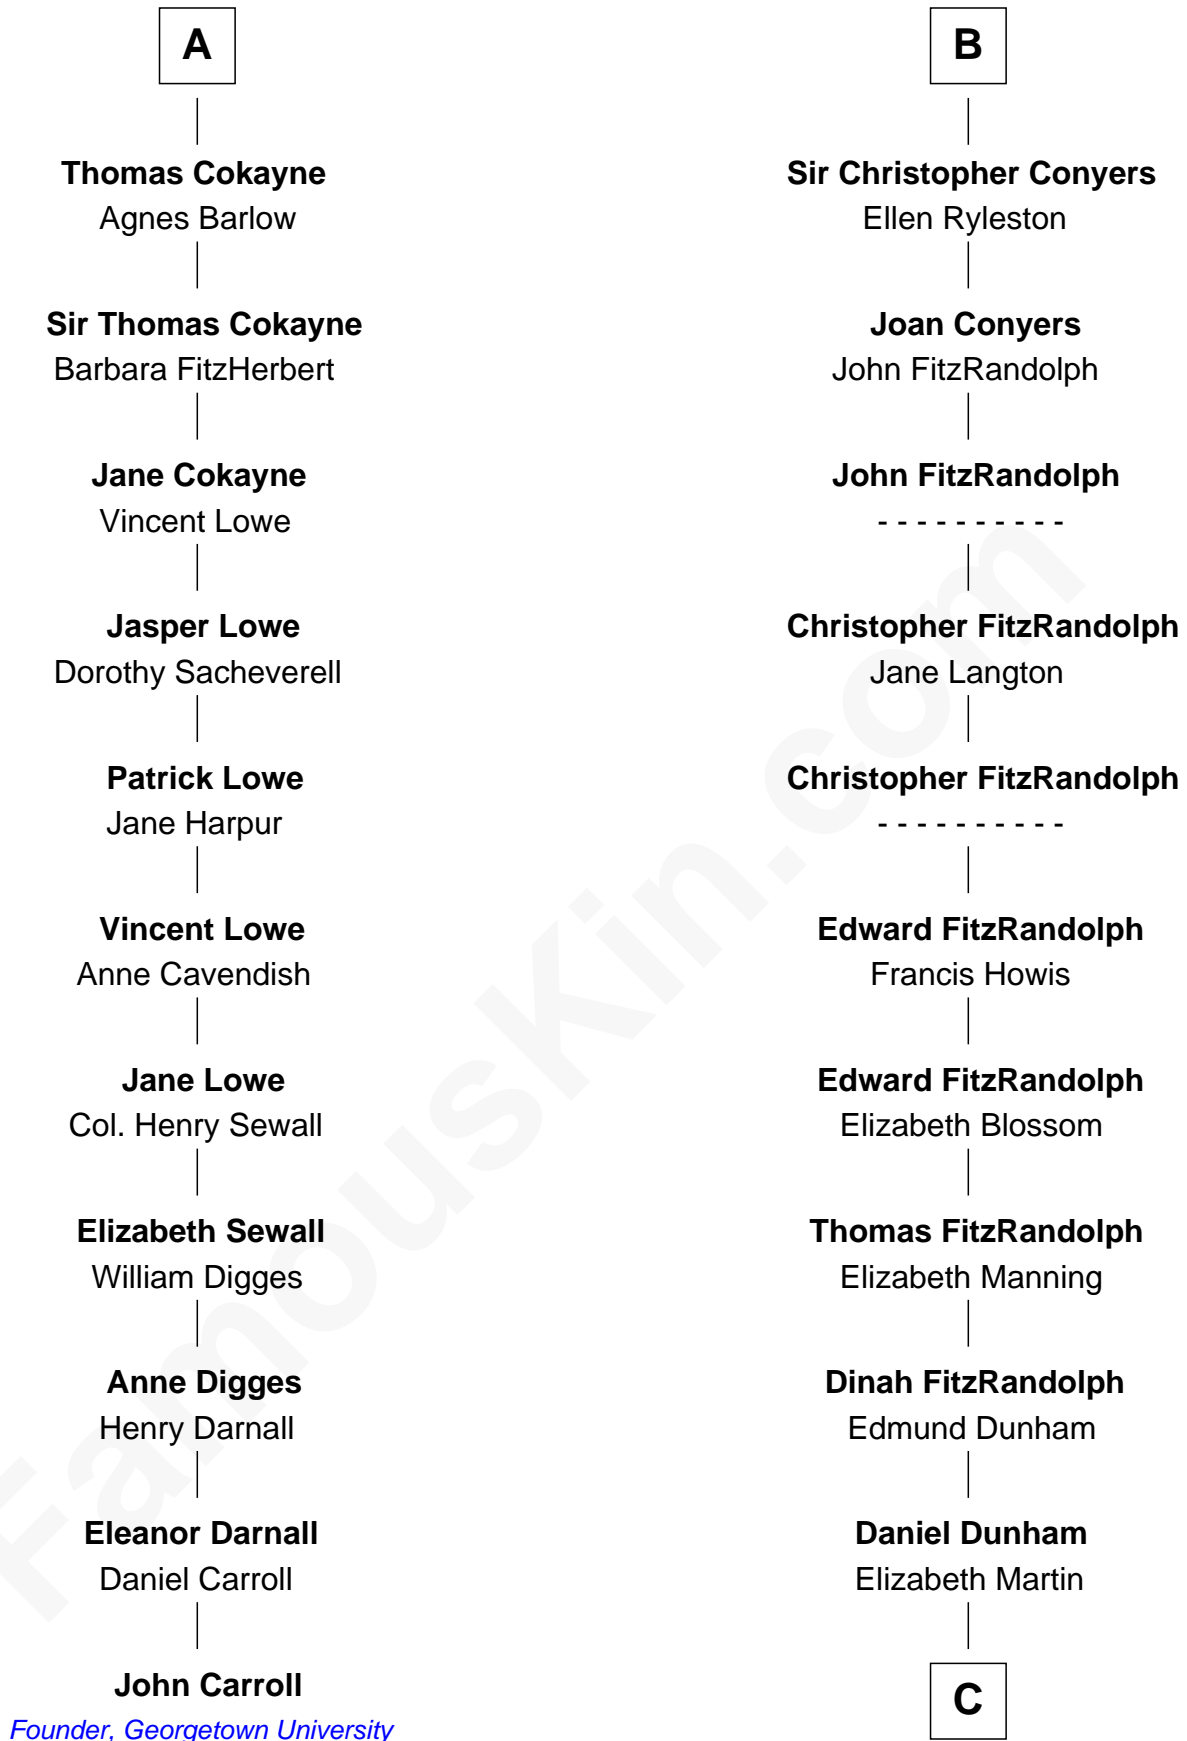 A
Thomas Cokayne
Agnes Barlow
Sir Thomas Cokayne
Barbara FitzHerbert
Jane Cokayne
Vincent Lowe
Jasper Lowe
Dorothy Sacheverell
Patrick Lowe
Jane Harpur
Vincent Lowe
Anne Cavendish
Jane Lowe
Col. Henry Sewall
Elizabeth Sewall
William Digges
Anne Digges
Henry Darnall
Eleanor Darnall
Daniel Carroll
John Carroll
Founder, Georgetown University
B
Sir Christopher Conyers
Ellen Ryleston
Joan Conyers
John FitzRandolph
John FitzRandolph
- - - - - - - - - -
Christopher FitzRandolph
Jane Langton
Christopher FitzRandolph
- - - - - - - - - -
Edward FitzRandolph
Francis Howis
Edward FitzRandolph
Elizabeth Blossom
Thomas FitzRandolph
Elizabeth Manning
Dinah FitzRandolph
Edmund Dunham
Daniel Dunham
Elizabeth Martin
C
FamousKin.com